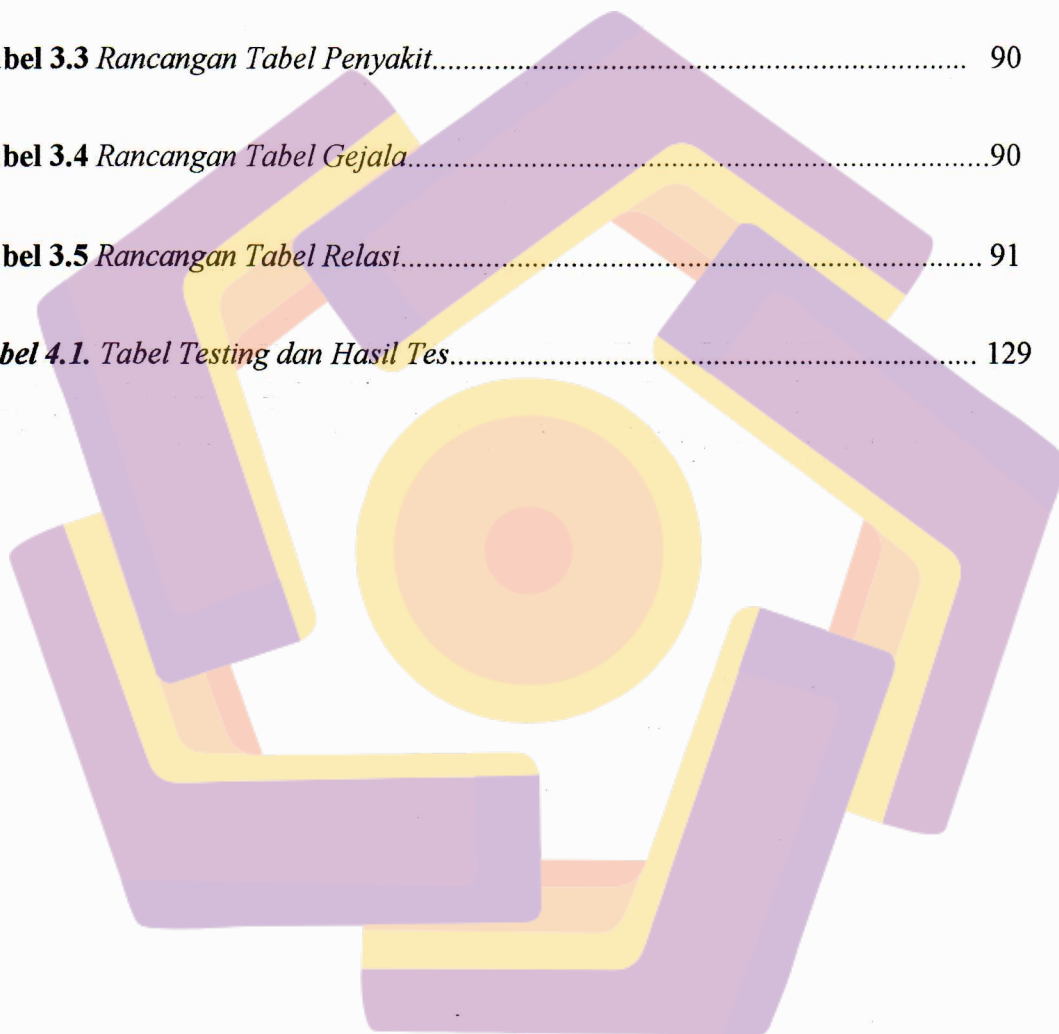 bel 3.3 Rancangan Tabel Penyakit.................................................................... 90
bel 3.4 Rancangan Tabel Gejala..........................................................................90
bel 3.5 Rancangan Tabel Relasi.......................................................................... 91
bel 4.1. Tabel Testing dan Hasil Tes................................................................... 129